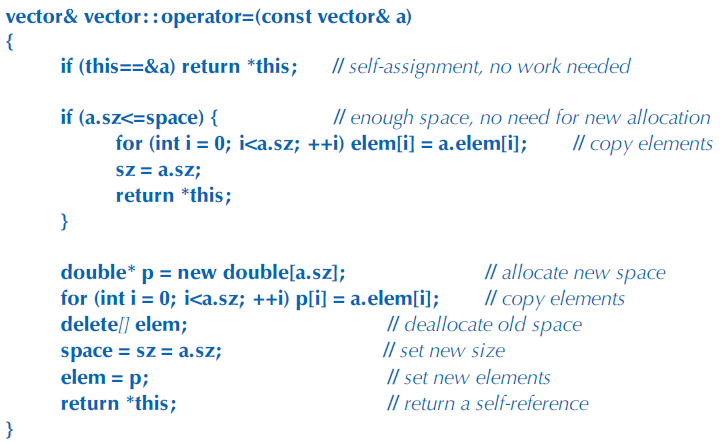 vector& vector::operator=(const vector& a)
{
if (this==&a) return *this; // self-assignment, no work needed
if (a.sz<=space) { // enough space, no need for new allocation
for (int i = 0; i<a.sz; ++i) elem[i] = a.elem[i]; // copy elements
sz = a.sz;
return *this;
}
double* p = new double[a.sz]; // allocate new space
for (int i = 0; i<a.sz; ++i) p[i] = a.elem[i]; // copy elements
delete[] elem; // deallocate old space
space = sz = a.sz; // set new size
elem = p; // set new elements
return *this; // return a self-reference
}